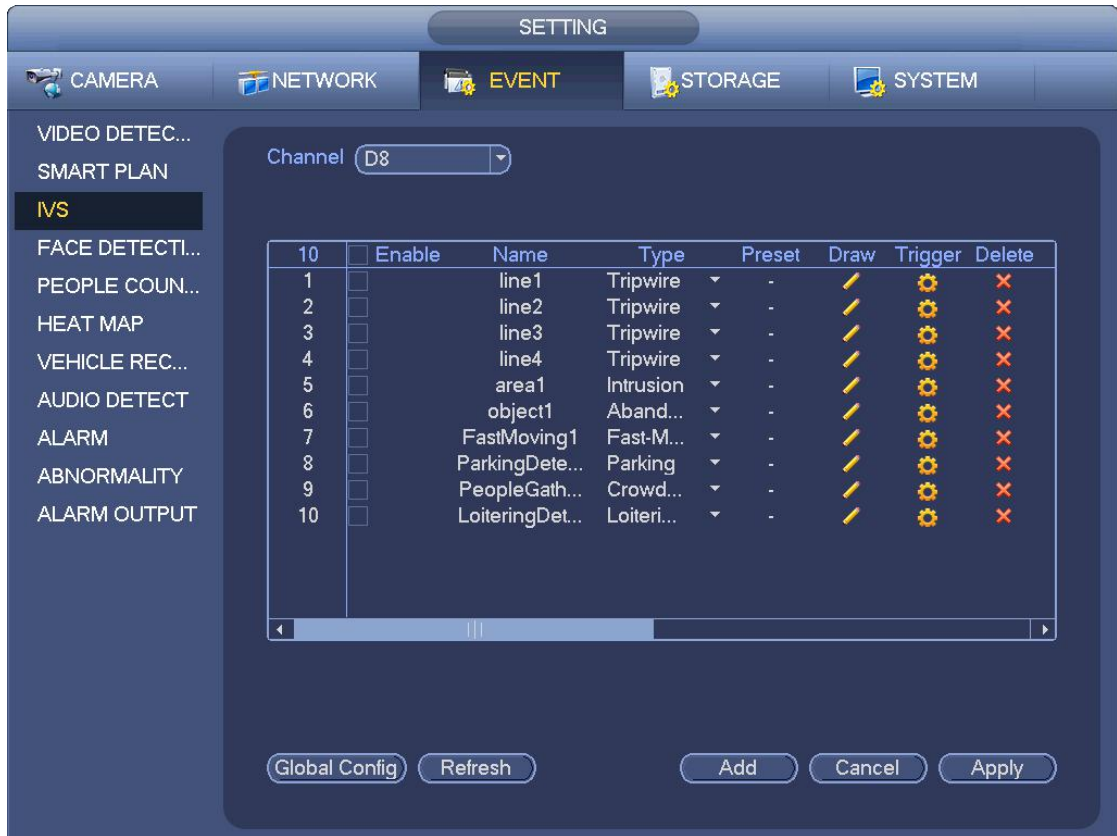 SETTING
CAMERA NETWORK EVENT STORAGE SYSTEM
VIDEO DETEC...
SMART PLAN
IVS
FACE DETECTI...
PEOPLE COUN...
HEAT MAP
VEHICLE REC...
AUDIO DETECT
ALARM
ABNORMALITY
ALARM OUTPUT
Channel D8
10 Enable Name Type Preset Draw Trigger Delete
1 line1 Tripwire -
2 line2 Tripwire -
3 line3 Tripwire -
4 line4 Tripwire -
5 area1 Intrusion -
6 object1 Aband... -
7 FastMoving1 Fast-M... -
8 ParkingDete... Parking -
9 PeopleGath... Crowd... -
10 LoiteringDet... Loiteri... -
Global Config Refresh Add Cancel Apply